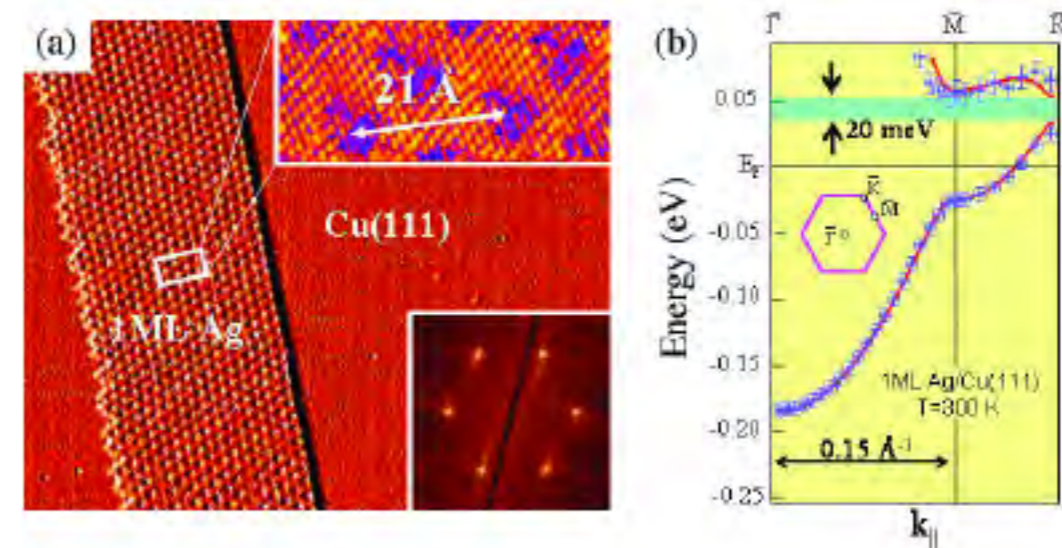 (a)
21 Å
Cu(111)
1ML Ag
(b)
Γ̅ M̅ K̅
0.05
20 meV
E_F
K̅
M̅
Γ̅
-0.05
Energy (eV)
-0.10
-0.15
1ML Ag/Cu(111)
T=300 K
-0.20
0.15 Å⁻¹
-0.25
k||